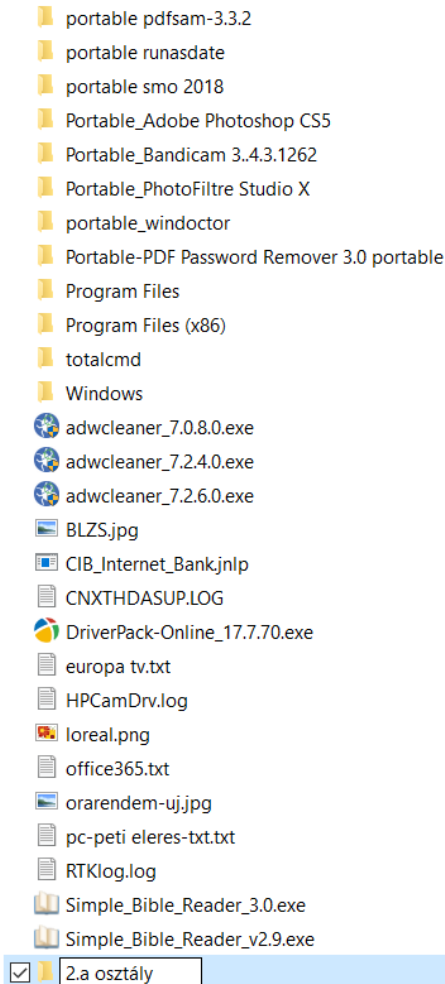 portable pdfsam-3.3.2
portable runasdate
portable smo 2018
Portable_Adobe Photoshop CS5
Portable_Bandicam 3..4.3.1262
Portable_PhotoFiltre Studio X
portable_windoctor
Portable-PDF Password Remover 3.0 portable
Program Files
Program Files (x86)
totalcmd
Windows
adwcleaner_7.0.8.0.exe
adwcleaner_7.2.4.0.exe
adwcleaner_7.2.6.0.exe
BLZS.jpg
CIB_Internet_Bank.jnlp
CNXTHDASUP.LOG
DriverPack-Online_17.7.70.exe
europa tv.txt
HPCamDrv.log
loreal.png
office365.txt
orarendem-uj.jpg
pc-peti eleres-txt.txt
RTKlog.log
Simple_Bible_Reader_3.0.exe
Simple_Bible_Reader_v2.9.exe
2.a osztály